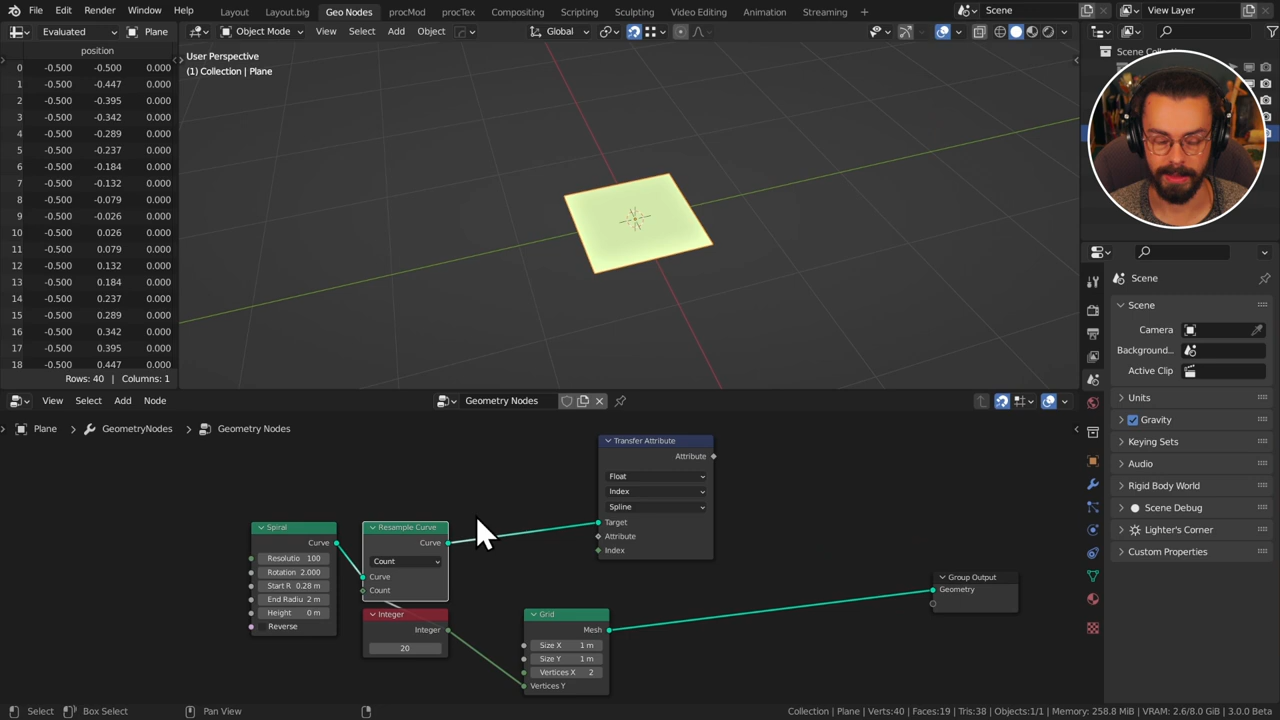 File Edit Render Window Help Layout Layout.big Geo Nodes procMod procTex Compositing Scripting Sculpting Video Editing Animation Streaming Scene View Layer
Evaluated Plane Object Mode View Select Add Object Global
position
0 -0.500 -0.500 0.000
1 -0.500 -0.447 0.000
2 -0.500 -0.395 0.000
3 -0.500 -0.342 0.000
4 -0.500 -0.289 0.000
5 -0.500 -0.237 0.000
6 -0.500 -0.184 0.000
7 -0.500 -0.132 0.000
8 -0.500 -0.079 0.000
9 -0.500 -0.026 0.000
10 -0.500 0.026 0.000
11 -0.500 0.079 0.000
12 -0.500 0.132 0.000
13 -0.500 0.184 0.000
14 -0.500 0.237 0.000
15 -0.500 0.289 0.000
16 -0.500 0.342 0.000
17 -0.500 0.395 0.000
18 -0.500 0.447 0.000
Rows: 40 | Columns: 1
User Perspective
(1) Collection | Plane
Scene
Scene
Camera
Background...
Active Clip
Units
Gravity
Keying Sets
Audio
Rigid Body World
Scene Debug
Lighter's Corner
Custom Properties
View Select Add Node Geometry Nodes
Plane GeometryNodes Geometry Nodes
Transfer Attribute
Attribute
Float
Index
Spline
Target
Attribute
Index
Spiral
Curve
Resolutio 100
Rotation 2.000
Start R 0.28 m
End Radiu 2 m
Height 0 m
Reverse
Resample Curve
Curve
Count
Curve
Count
Integer
Integer
20
Grid
Mesh
Size X 1 m
Size Y 1 m
Vertices X 2
Vertices Y
Group Output
Geometry
Select Box Select Pan View Collection | Plane | Verts:40 | Faces:19 | Tris:38 | Objects:1/1 | Memory: 258.8 MiB | VRAM: 2.6/8.0 GiB | 3.0.0 Beta